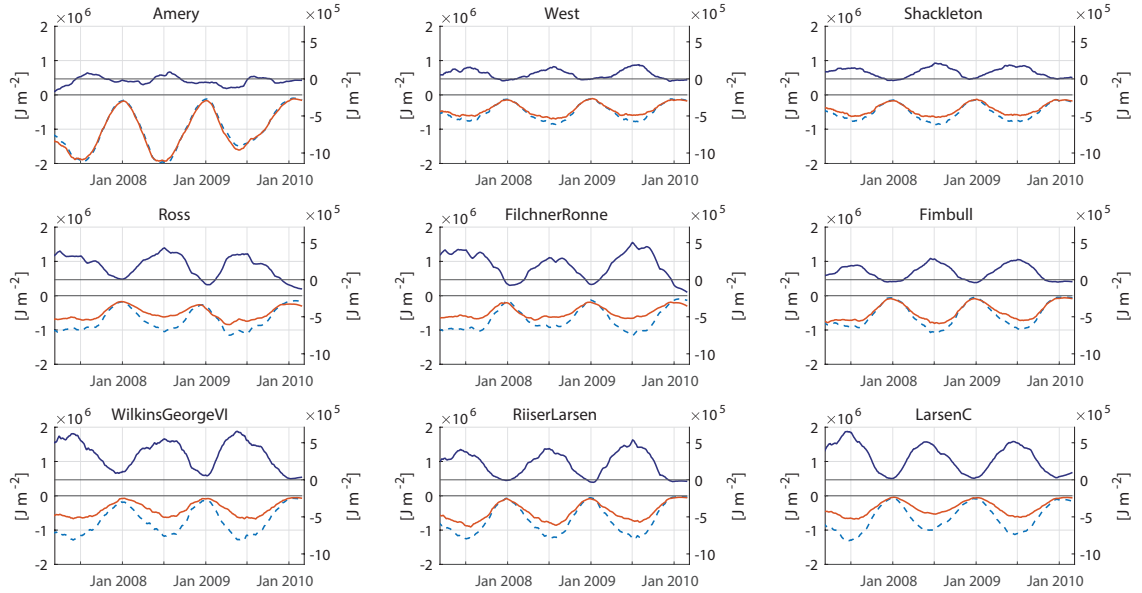 Amery
×10 6
×10 5
2
1
0
-1
-2
5
0
-5
-10
[J m-2]
[J m-2]
Jan 2008
Jan 2009
Jan 2010
West
×10 6
×10 5
2
1
0
-1
-2
5
0
-5
-10
[J m-2]
[J m-2]
Jan 2008
Jan 2009
Jan 2010
Shackleton
×10 6
×10 5
2
1
0
-1
-2
5
0
-5
-10
[J m-2]
[J m-2]
Jan 2008
Jan 2009
Jan 2010
Ross
×10 6
×10 5
2
1
0
-1
-2
5
0
-5
-10
[J m-2]
[J m-2]
Jan 2008
Jan 2009
Jan 2010
FilchnerRonne
×10 6
×10 5
2
1
0
-1
-2
5
0
-5
-10
[J m-2]
[J m-2]
Jan 2008
Jan 2009
Jan 2010
Fimbull
×10 6
×10 5
2
1
0
-1
-2
5
0
-5
-10
[J m-2]
[J m-2]
Jan 2008
Jan 2009
Jan 2010
WilkinsGeorgeVI
×10 6
×10 5
2
1
0
-1
-2
5
0
-5
-10
[J m-2]
[J m-2]
Jan 2008
Jan 2009
Jan 2010
RiiserLarsen
×10 6
×10 5
2
1
0
-1
-2
5
0
-5
-10
[J m-2]
[J m-2]
Jan 2008
Jan 2009
Jan 2010
LarsenC
×10 6
×10 5
2
1
0
-1
-2
5
0
-5
-10
[J m-2]
[J m-2]
Jan 2008
Jan 2009
Jan 2010